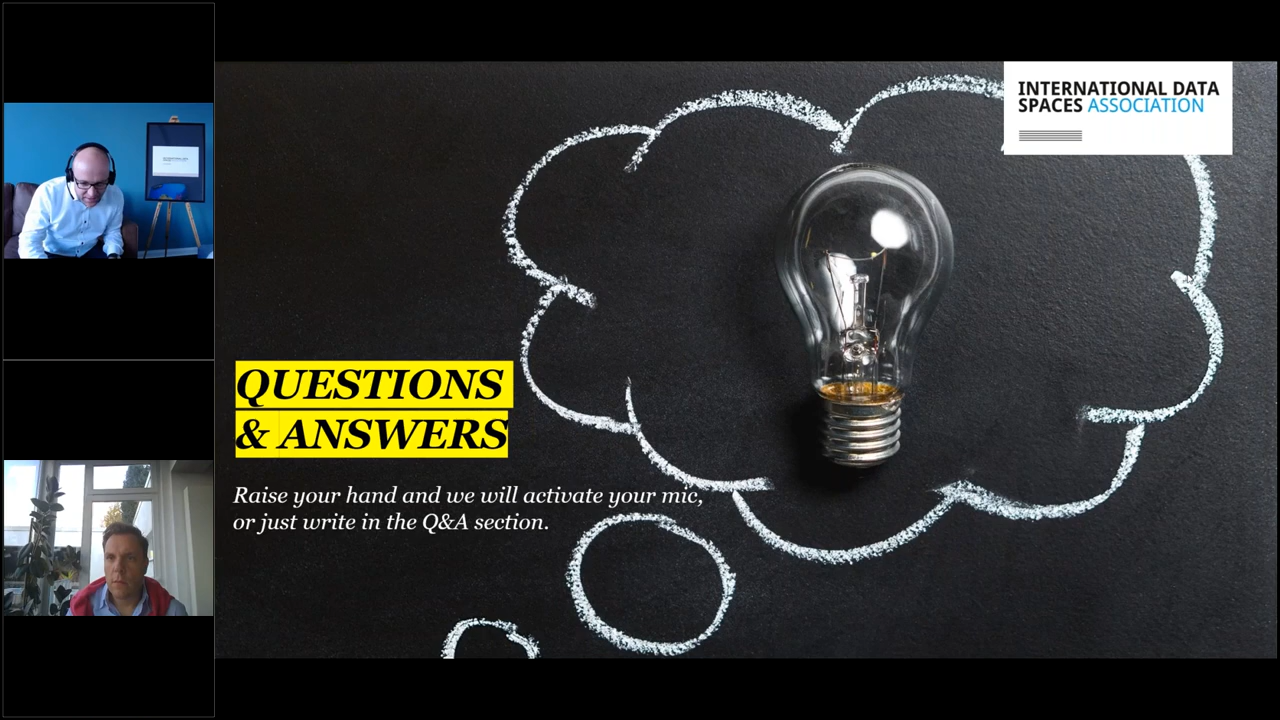 INTERNATIONAL DATA
SPACES ASSOCIATION
QUESTIONS
& ANSWERS
Raise your hand and we will activate your mic,
or just write in the Q&A section.